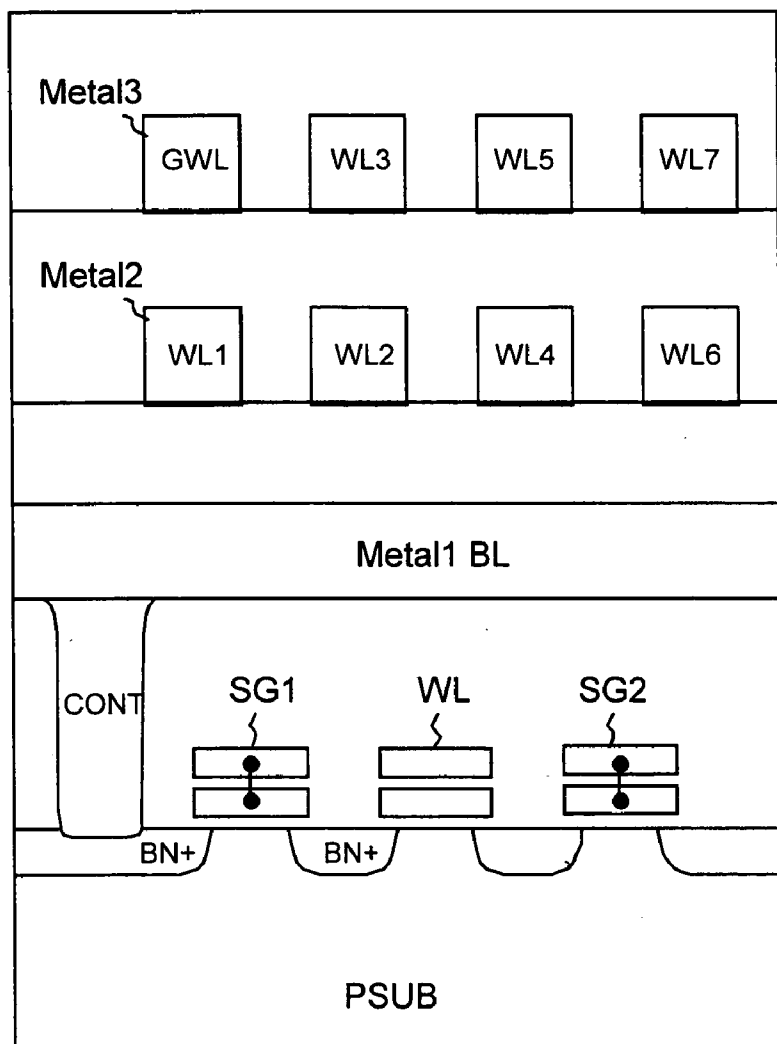 Metal3
GWL WL3 WL5 WL7
Metal2
WL1 WL2 WL4 WL6
Metal1 BL
CONT
SG1 WL SG2
BN+ BN+
PSUB